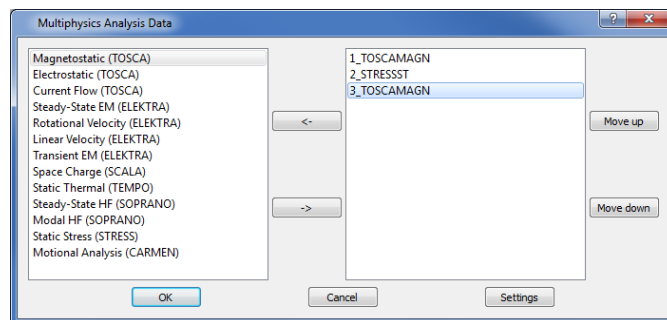 Multiphysics Analysis Data
Magnetostatic (TOSCA)
Electrostatic (TOSCA)
Current Flow (TOSCA)
Steady-State EM (ELEKTRA)
Rotational Velocity (ELEKTRA)
Linear Velocity (ELEKTRA)
Transient EM (ELEKTRA)
Space Charge (SCALA)
Static Thermal (TEMPO)
Steady-State HF (SOPRANO)
Modal HF (SOPRANO)
Static Stress (STRESS)
Motional Analysis (CARMEN)
<-
->
1_TOSCAMAGN
2_STRESSST
3_TOSCAMAGN
Move up
Move down
OK
Cancel
Settings